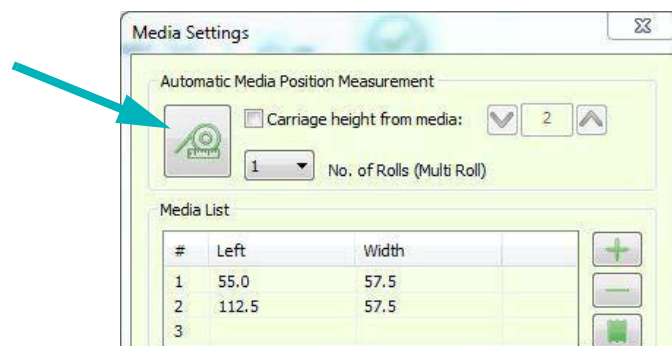 Media Settings
Automatic Media Position Measurement
Carriage height from media: 2
1 No. of Rolls (Multi Roll)
Media List
# Left Width
1 55.0 57.5
2 112.5 57.5
3